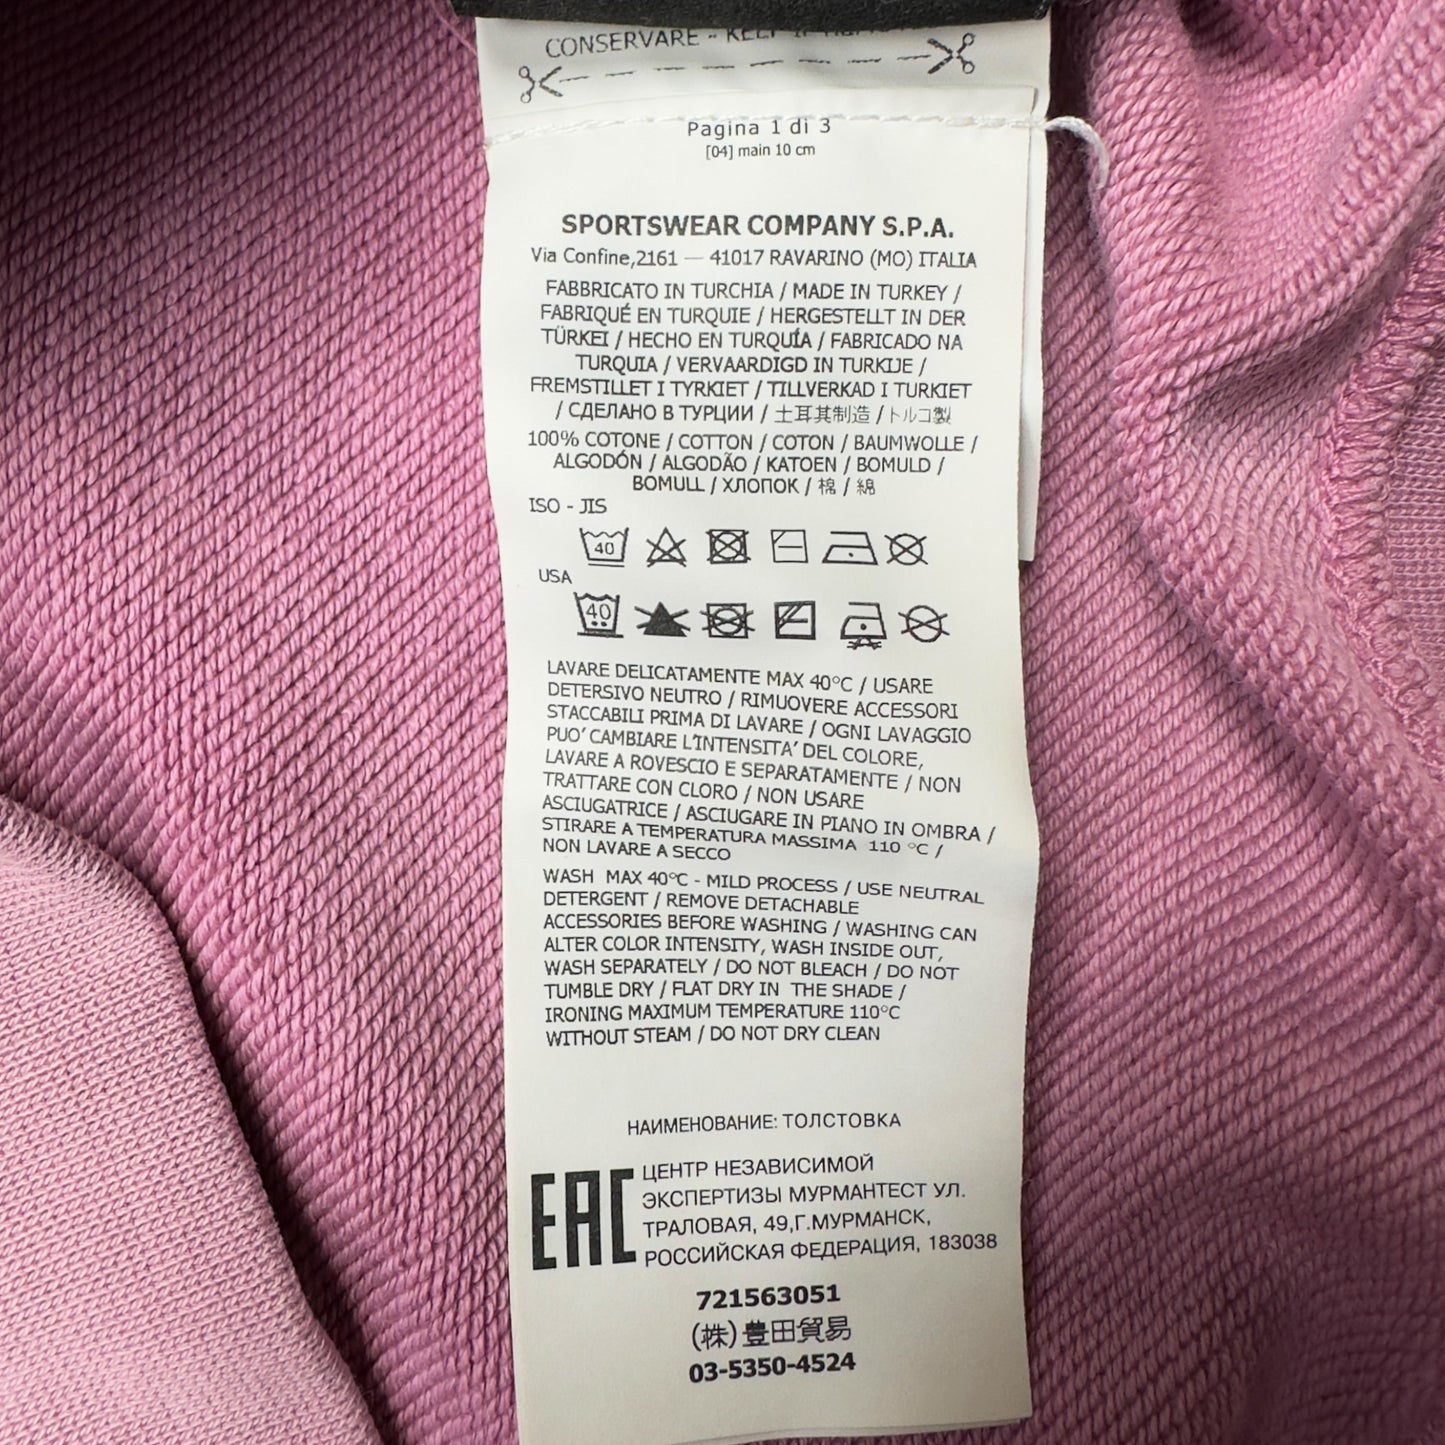 CONSERVARE - KEEP
Pagina 1 di 3
[04] main 10 cm
SPORTSWEAR COMPANY S.P.A.
Via Confine,2161 — 41017 RAVARINO (MO) ITALIA
FABBRICATO IN TURCHIA / MADE IN TURKEY /
FABRIQUÉ EN TURQUIE / HERGESTELLT IN DER
TÜRKEI / HECHO EN TURQUÍA / FABRICADO NA
TURQUIA / VERVAARDIGD IN TURKIJE /
FREMSTILLET I TYRKIET / TILLVERKAD I TURKIET
/ СДЕЛАНО В ТУРЦИИ / 土耳其制造 / トルコ製
100% COTONE / COTTON / COTON / BAUMWOLLE /
ALGODÓN / ALGODÃO / KATOEN / BOMULD /
BOMULL / ХЛОПОК / 棉 / 綿
ISO - JIS
40
USA
40
LAVARE DELICATAMENTE MAX 40°C / USARE
DETERSIVO NEUTRO / RIMUOVERE ACCESSORI
STACCABILI PRIMA DI LAVARE / OGNI LAVAGGIO
PUO' CAMBIARE L'INTENSITA' DEL COLORE,
LAVARE A ROVESCIO E SEPARATAMENTE / NON
TRATTARE CON CLORO / NON USARE
ASCIUGATRICE / ASCIUGARE IN PIANO IN OMBRA /
STIRARE A TEMPERATURA MASSIMA 110 °C /
NON LAVARE A SECCO
WASH MAX 40°C - MILD PROCESS / USE NEUTRAL
DETERGENT / REMOVE DETACHABLE
ACCESSORIES BEFORE WASHING / WASHING CAN
ALTER COLOR INTENSITY, WASH INSIDE OUT,
WASH SEPARATELY / DO NOT BLEACH / DO NOT
TUMBLE DRY / FLAT DRY IN THE SHADE /
IRONING MAXIMUM TEMPERATURE 110°C
WITHOUT STEAM / DO NOT DRY CLEAN
НАИМЕНОВАНИЕ: ТОЛСТОВКА
EAC
ЦЕНТР НЕЗАВИСИМОЙ
ЭКСПЕРТИЗЫ МУРМАНТЕСТ УЛ.
ТРАЛОВАЯ, 49,Г.МУРМАНСК,
РОССИЙСКАЯ ФЕДЕРАЦИЯ, 183038
721563051
(株)豊田貿易
03-5350-4524